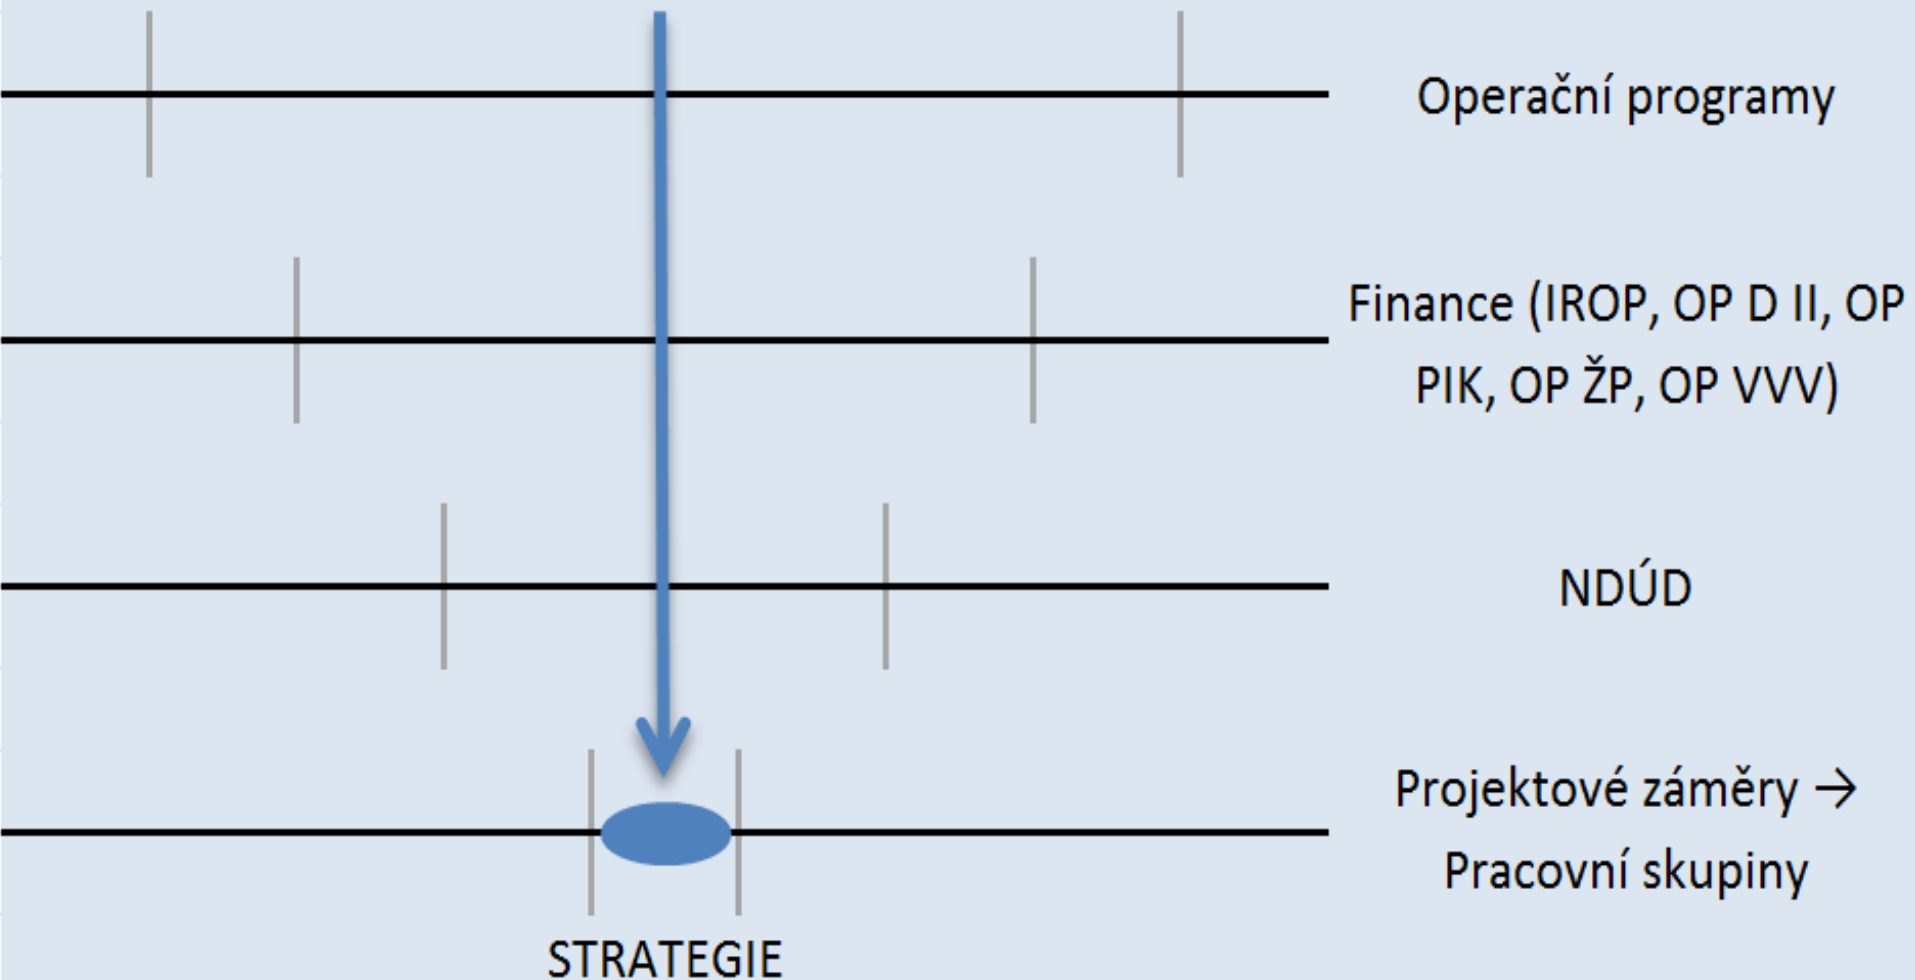 Operační programy
Finance (IROP, OP D II, OP
PIK, OP ŽP, OP VVV)
NDÚD
Projektové záměry →
Pracovní skupiny
STRATEGIE